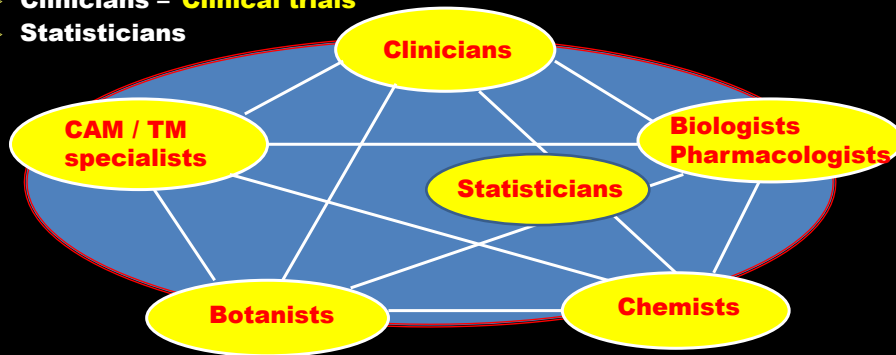 Clinicians – Clinical trials
Statisticians
Clinicians
CAM / TM
specialists
Biologists
Pharmacologists
Statisticians
Botanists
Chemists